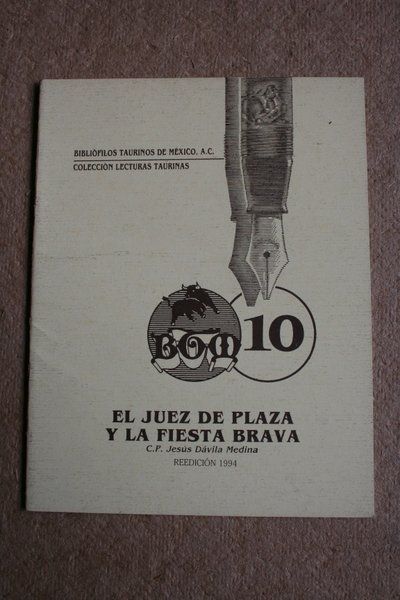 BIBLIÓFILOS TAURINOS DE MÉXICO, A.C.
COLECCIÓN LECTURAS TAURINAS
BTM
10
EL JUEZ DE PLAZA
Y LA FIESTA BRAVA
C.P. Jesús Dávila Medina
REEDICIÓN 1994